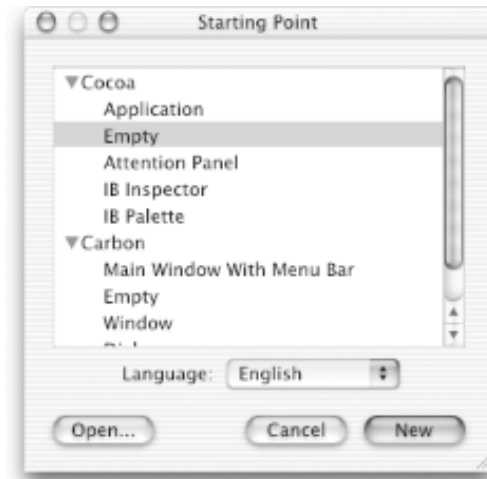 Starting Point
Cocoa
Application
Empty
Attention Panel
IB Inspector
IB Palette
Carbon
Main Window With Menu Bar
Empty
Window
Language: English
Open... Cancel New